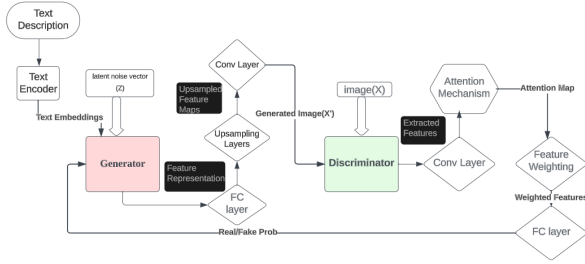 Text
Description
Text
Encoder
Text Embeddings
latent noise vector
(Z)
Generator
Feature
Representation
FC
layer
Upsampling
Layers
Upsampled
Feature
Maps
Conv Layer
Generated Image(X')
image(X)
Discriminator
Extracted
Features
Conv Layer
Attention
Mechanism
Attention Map
Feature
Weighting
Weighted Features
FC layer
Real/Fake Prob